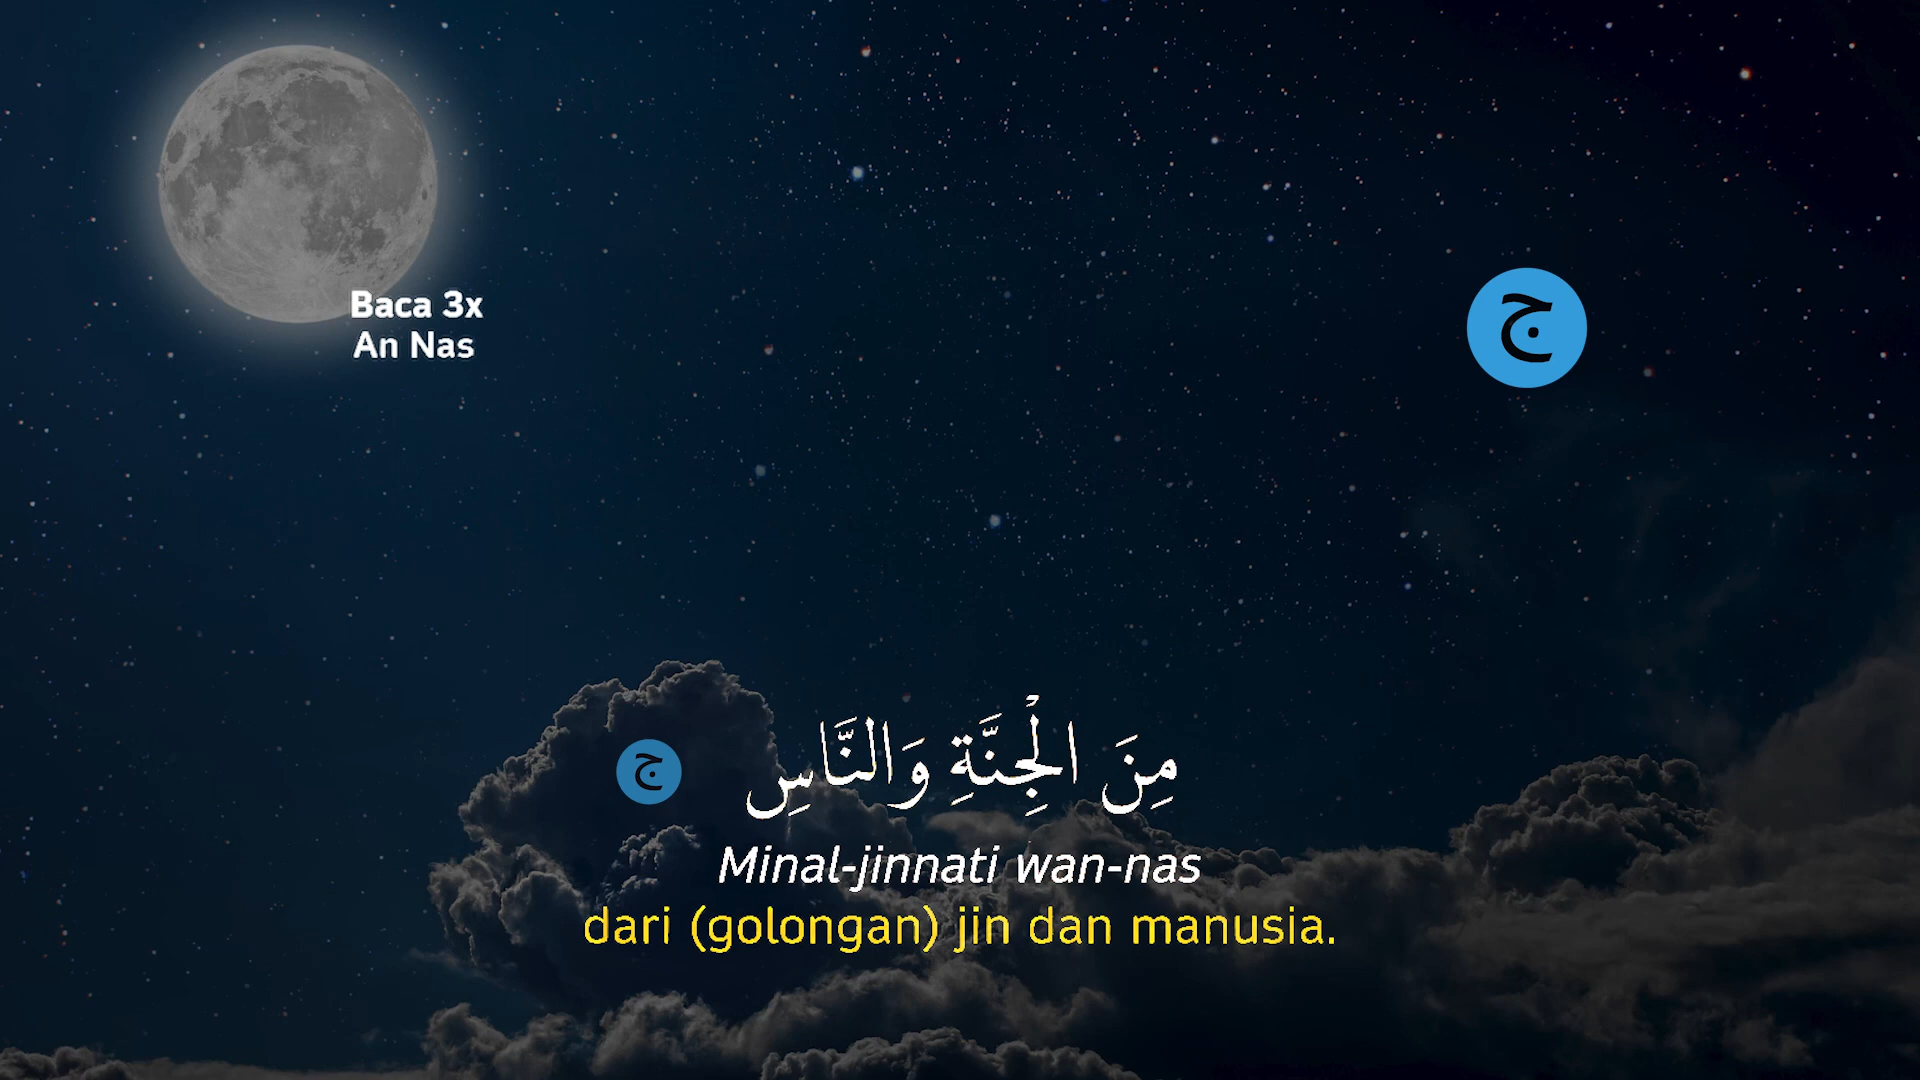 Baca 3x
An Nas
ج
مِنَ الْجِنَّةِ وَالنَّاسِ
ج
Minal-jinnati wan-nas
dari (golongan) jin dan manusia.